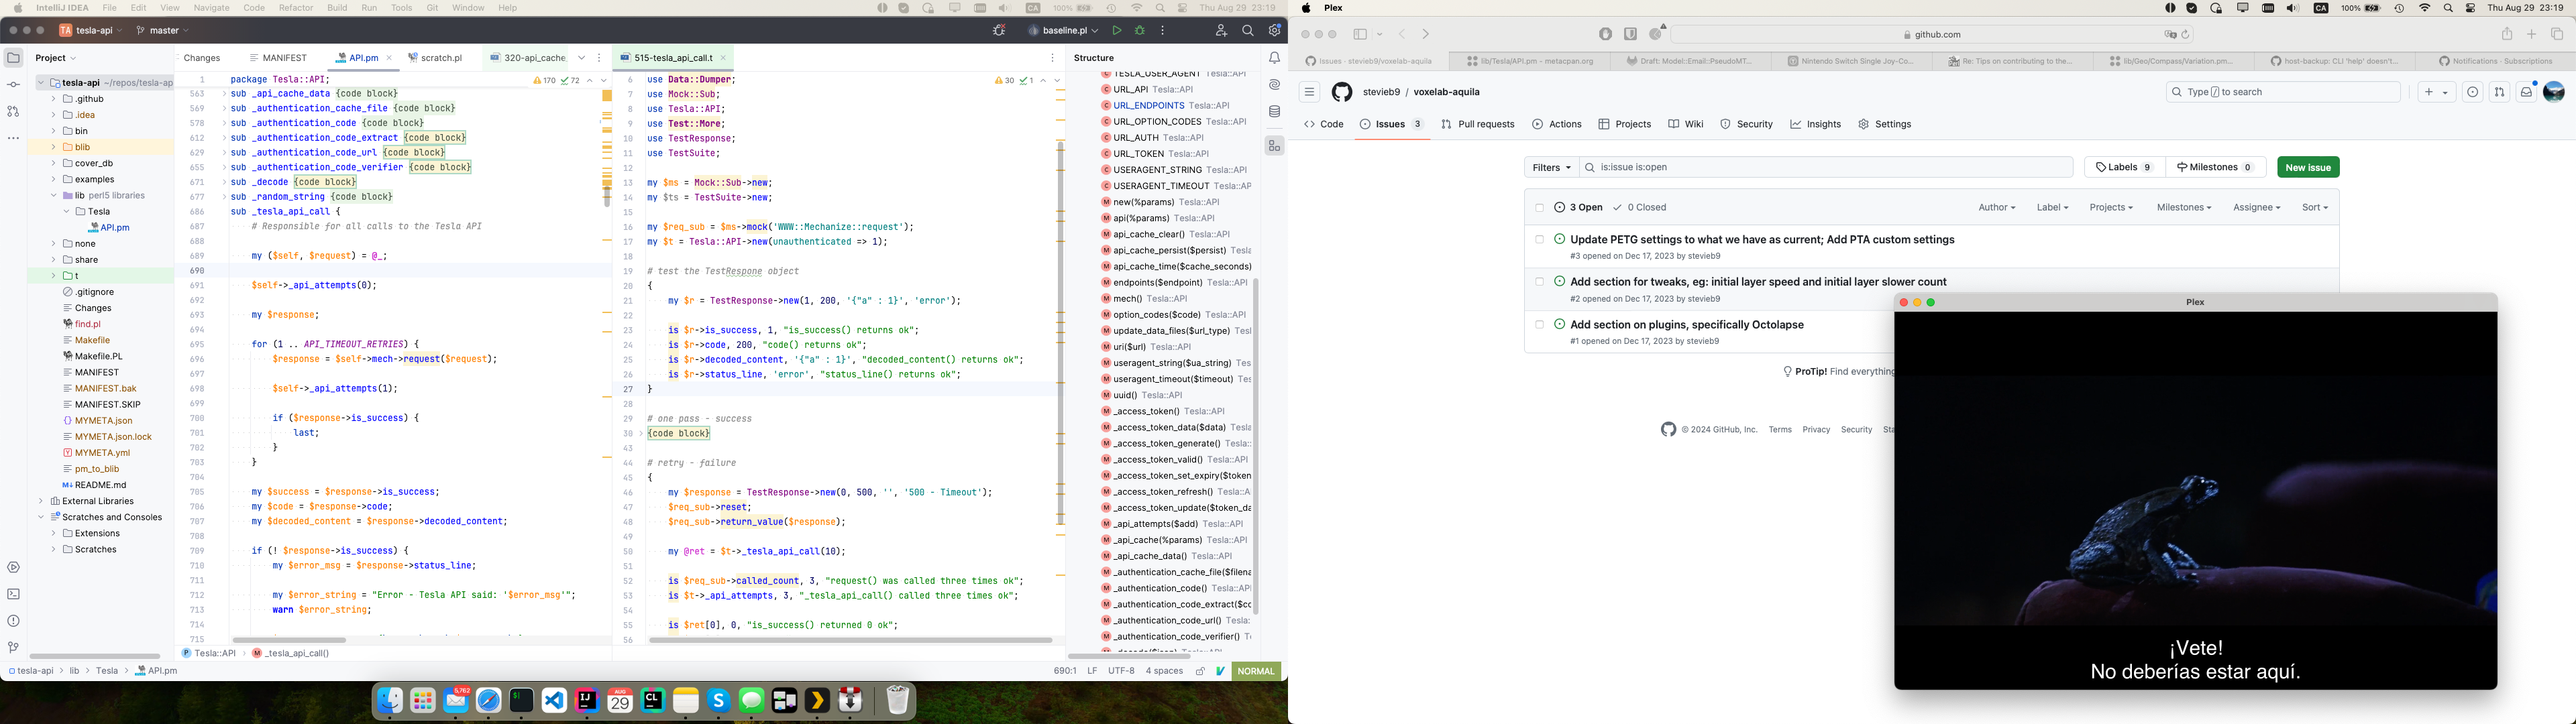 IntelliJ IDEA File Edit View Navigate Code Refactor Build Run Tools Git Window Help
CA 100% Thu Aug 29 23:19
TA tesla-api master
baseline.pl
Project
tesla-api ~/repos/tesla-ap
.github
.idea
bin
blib
cover_db
examples
lib perl5 libraries
Tesla
API.pm
none
share
t
.gitignore
Changes
find.pl
Makefile
Makefile.PL
MANIFEST
MANIFEST.bak
MANIFEST.SKIP
MYMETA.json
MYMETA.json.lock
MYMETA.yml
pm_to_blib
README.md
External Libraries
Scratches and Consoles
Extensions
Scratches
Changes MANIFEST API.pm scratch.pl 320-api_cache
170 72
1 package Tesla::API;
563 sub _api_cache_data {code block}
569 sub _authentication_cache_file {code block}
578 sub _authentication_code {code block}
612 sub _authentication_code_extract {code block}
629 sub _authentication_code_url {code block}
655 sub _authentication_code_verifier {code block}
671 sub _decode {code block}
677 sub _random_string {code block}
686 sub _tesla_api_call {
687 # Responsible for all calls to the Tesla API
688
689 my ($self, $request) = @_;
690
691 $self->_api_attempts(0);
692
693 my $response;
694
695 for (1 .. API_TIMEOUT_RETRIES) {
696 $response = $self->mech->request($request);
697
698 $self->_api_attempts(1);
699
700 if ($response->is_success) {
701 last;
702 }
703 }
704
705 my $success = $response->is_success;
706 my $code = $response->code;
707 my $decoded_content = $response->decoded_content;
708
709 if (! $response->is_success) {
710 my $error_msg = $response->status_line;
711
712 my $error_string = "Error - Tesla API said: '$error_msg'";
713 warn $error_string;
714
715
Tesla::API _tesla_api_call()
515-tesla_api_call.t
30 1
6 use Data::Dumper;
7 use Mock::Sub;
8 use Tesla::API;
9 use Test::More;
10 use TestResponse;
11 use TestSuite;
12
13 my $ms = Mock::Sub->new;
14 my $ts = TestSuite->new;
15
16 my $req_sub = $ms->mock('WWW::Mechanize::request');
17 my $t = Tesla::API->new(unauthenticated => 1);
18
19 # test the TestRespone object
20 {
21 my $r = TestResponse->new(1, 200, '{"a" : 1}', 'error');
22
23 is $r->is_success, 1, "is_success() returns ok";
24 is $r->code, 200, "code() returns ok";
25 is $r->decoded_content, '{"a" : 1}', "decoded_content() returns ok";
26 is $r->status_line, 'error', "status_line() returns ok";
27 }
28
29 # one pass - success
30 {code block}
43
44 # retry - failure
45 {
46 my $response = TestResponse->new(0, 500, '', '500 - Timeout');
47 $req_sub->reset;
48 $req_sub->return_value($response);
49
50 my @ret = $t->_tesla_api_call(10);
51
52 is $req_sub->called_count, 3, "request() was called three times ok";
53 is $t->_api_attempts, 3, "_tesla_api_call() called three times ok";
54
55 is $ret[0], 0, "is_success() returned 0 ok";
56
Structure
TESLA_USER_AGENT Tesla::API
URL_API Tesla::API
URL_ENDPOINTS Tesla::API
URL_OPTION_CODES Tesla::API
URL_AUTH Tesla::API
URL_TOKEN Tesla::API
USERAGENT_STRING Tesla::API
USERAGENT_TIMEOUT Tesla::AP
new(%params) Tesla::API
api(%params) Tesla::API
api_cache_clear() Tesla::API
api_cache_persist($persist) Tesla::API
api_cache_time($cache_seconds)
endpoints($endpoint) Tesla::API
mech() Tesla::API
option_codes($code) Tesla::API
update_data_files($url_type) Tesl
uri($url) Tesla::API
useragent_string($ua_string) Tes
useragent_timeout($timeout) Tes
uuid() Tesla::API
_access_token() Tesla::API
_access_token_data($data) Tesla
_access_token_generate() Tesla::
_access_token_valid() Tesla::API
_access_token_set_expiry($token
_access_token_refresh() Tesla::A
_access_token_update($token_da
_api_attempts($add) Tesla::API
_api_cache(%params) Tesla::API
_api_cache_data() Tesla::API
_authentication_cache_file($filena
_authentication_code() Tesla::API
_authentication_code_extract($co
_authentication_code_url() Tesla:
_authentication_code_verifier() T
tesla-api lib Tesla API.pm
690:1 LF UTF-8 4 spaces NORMAL
5,762
IJ
AUG
29
CL
S
Plex
CA 100% Thu Aug 29 23:19
github.com
Issues · stevieb9/voxelab-aquila
lib/Tesla/API.pm - metacpan.org
Draft: Model::Email::PseudoMT...
Nintendo Switch Single Joy-Co...
Re: Tips on contributing to the...
lib/Geo/Compass/Variation.pm...
host-backup: CLI 'help' doesn't...
Notifications · Subscriptions
stevieb9 / voxelab-aquila
Type / to search
Code Issues 3 Pull requests Actions Projects Wiki Security Insights Settings
Filters is:issue is:open Labels 9 Milestones 0 New issue
3 Open 0 Closed Author Label Projects Milestones Assignee Sort
Update PETG settings to what we have as current; Add PTA custom settings
#3 opened on Dec 17, 2023 by stevieb9
Add section for tweaks, eg: initial layer speed and initial layer slower count
#2 opened on Dec 17, 2023 by stevieb9
Add section on plugins, specifically Octolapse
#1 opened on Dec 17, 2023 by stevieb9
ProTip! Find everything
© 2024 GitHub, Inc. Terms Privacy Security Sta
Plex
¡Vete!
No deberías estar aquí.